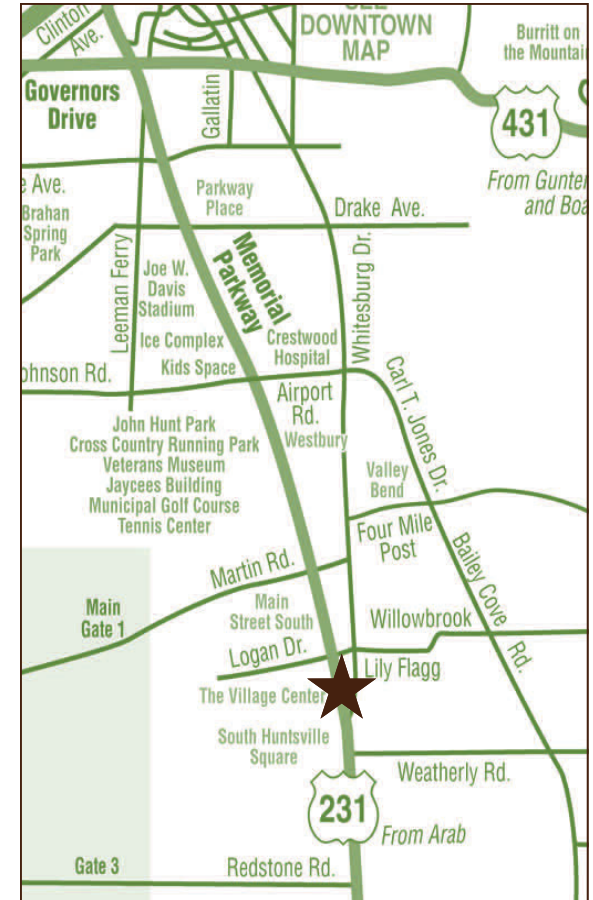 SEE
DOWNTOWN
MAP
Clinton
Ave.
Burritt on
the Mountai
Governors
Drive
Gallatin
431
From Gunter
and Boa
e Ave.
Brahan
Spring
Park
Parkway
Place
Drake Ave.
Leeman Ferry
Joe W.
Davis
Stadium
Memorial
Parkway
Whitesburg Dr.
Ice Complex
Kids Space
Crestwood
Hospital
ohnson Rd.
Airport
Rd.
Westbury
Carl T. Jones Dr.
John Hunt Park
Cross Country Running Park
Veterans Museum
Jaycees Building
Municipal Golf Course
Tennis Center
Valley
Bend
Four Mile
Post
Bailey Cove
Rd.
Martin Rd.
Main
Gate 1
Main
Street South
Willowbrook
Logan Dr.
Lily Flagg
The Village Center
South Huntsville
Square
Weatherly Rd.
231
From Arab
Gate 3
Redstone Rd.